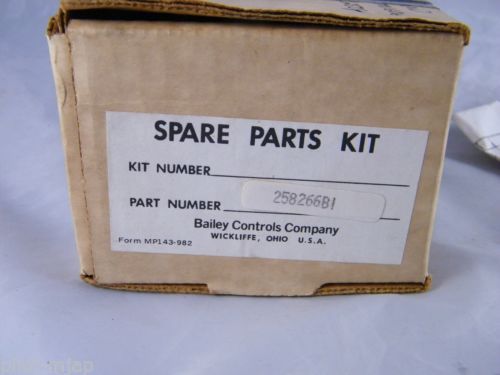 SPARE PARTS KIT
KIT NUMBER
PART NUMBER 258266B1
Bailey Controls Company
Form MP143-982 WICKLIFFE, OHIO U.S.A.